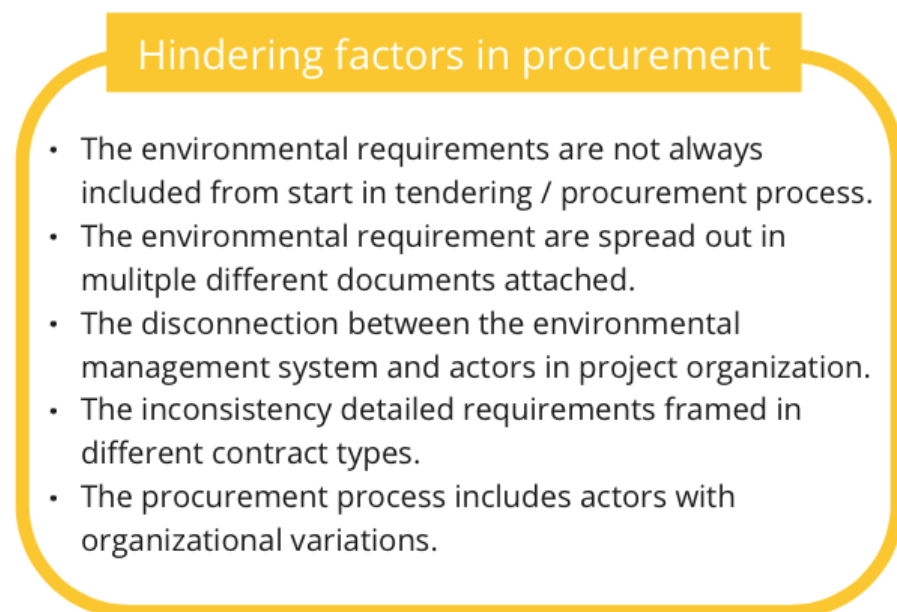 Hindering factors in procurement
• The environmental requirements are not always
included from start in tendering / procurement process.
• The environmental requirement are spread out in
mulitple different documents attached.
• The disconnection between the environmental
management system and actors in project organization.
• The inconsistency detailed requirements framed in
different contract types.
• The procurement process includes actors with
organizational variations.